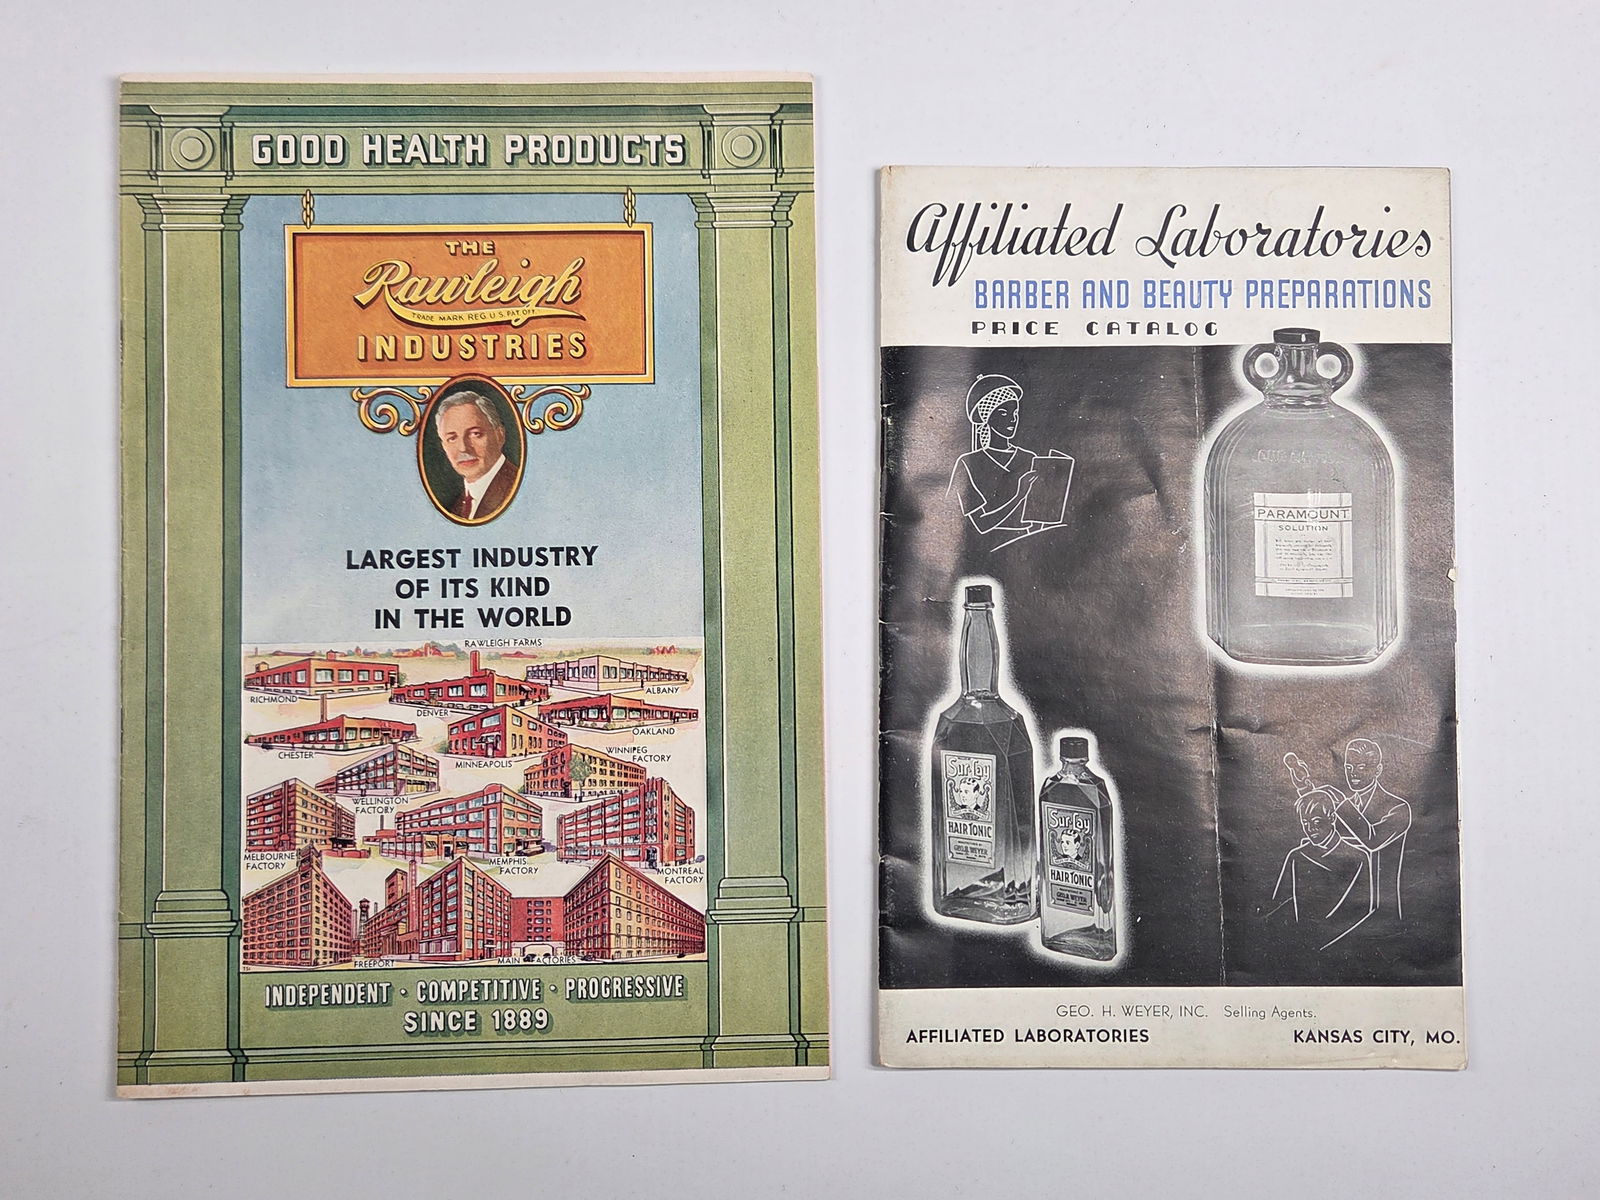 GOOD HEALTH PRODUCTS
THE
Rawleigh
TRADE MARK REG. U.S. PAT. OFF.
INDUSTRIES
LARGEST INDUSTRY
OF ITS KIND
IN THE WORLD
RAWLEIGH FARMS
RICHMOND
DENVER
ALBANY
CHESTER
MINNEAPOLIS
OAKLAND
WINNIPEG
FACTORY
WELLINGTON
FACTORY
MELBOURNE
FACTORY
MEMPHIS
FACTORY
MONTREAL
FACTORY
FREEPORT
MAIN FACTORIES
INDEPENDENT · COMPETITIVE · PROGRESSIVE
SINCE 1889
Affiliated Laboratories
BARBER AND BEAUTY PREPARATIONS
PRICE CATALOG
PARAMOUNT
SOLUTION
Sur-Lay
HAIR TONIC
GEO. H. WEYER
Sur-Lay
HAIR TONIC
GEO. H. WEYER
GEO. H. WEYER, INC. Selling Agents.
AFFILIATED LABORATORIES KANSAS CITY, MO.